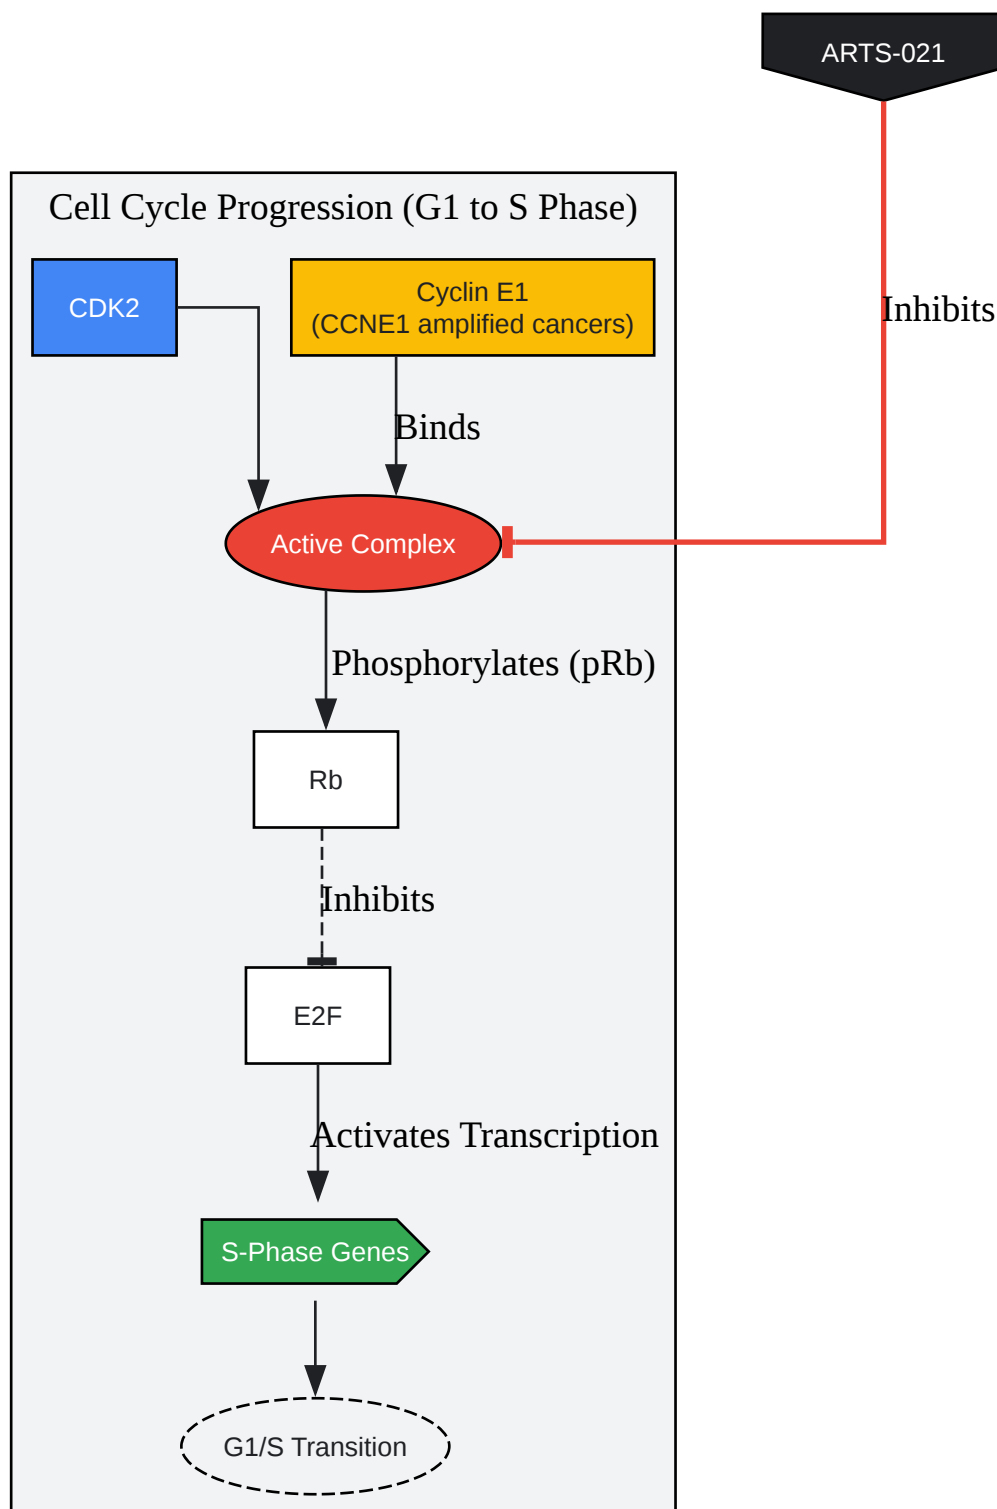 ARTS-021
Cell Cycle Progression (G1 to S Phase)
CDK2
Cyclin E1
(CCNE1 amplified cancers)
Inhibits
Binds
Active Complex
Phosphorylates (pRb)
Rb
Inhibits
E2F
Activates Transcription
S-Phase Genes
G1/S Transition